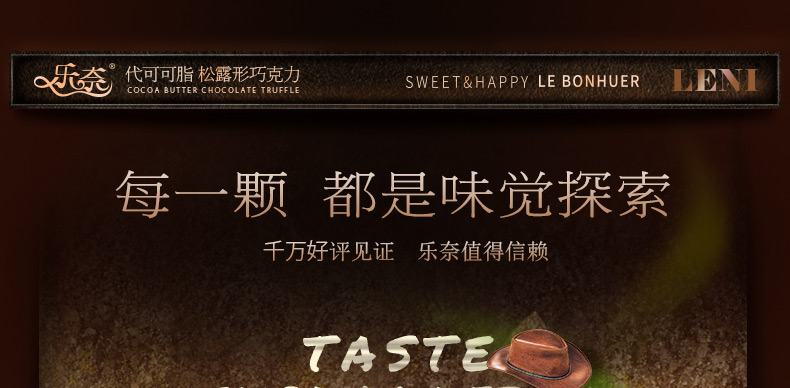 乐奈®
代可可脂 松露形巧克力
COCOA BUTTER CHOCOLATE TRUFFLE
SWEET&HAPPY LE BONHUER
LENI
每一颗 都是味觉探索
千万好评见证 乐奈值得信赖
TASTE